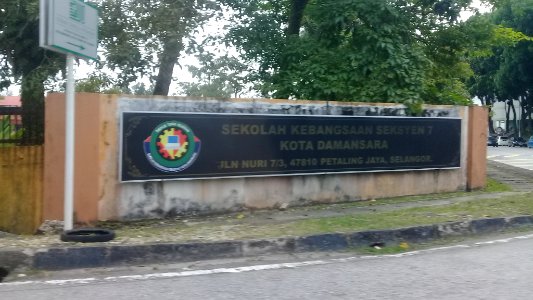 SEKOLAH KEBANGSAAN SEKSYEN 7
KOTA DAMANSARA
JLN NURI 7/3, 47810 PETALING JAYA, SELANGOR.